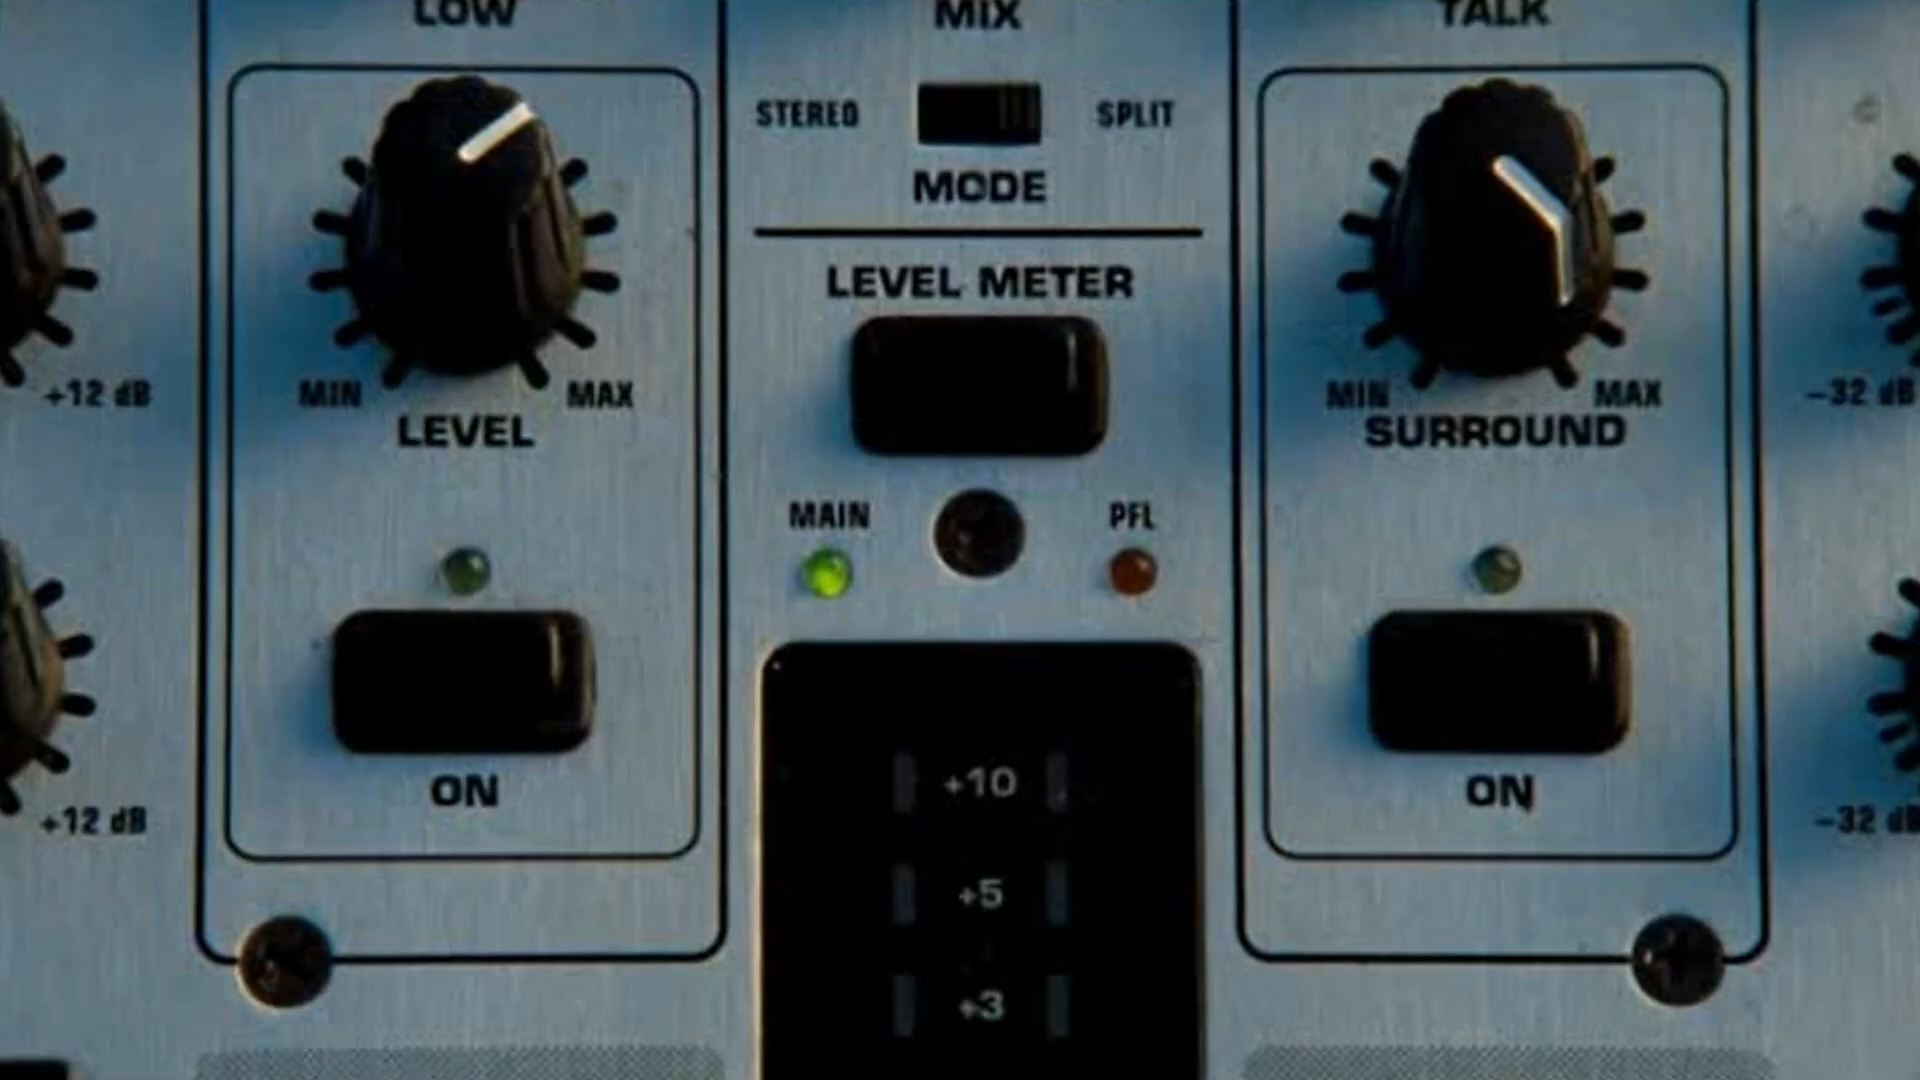 LOW
MIX
TALK
STEREO
SPLIT
MODE
LEVEL METER
+12 dB
MIN
MAX
LEVEL
MIN
MAX
SURROUND
-32 dB
MAIN
PFL
ON
+10
ON
+12 dB
-32 dB
+5
+3